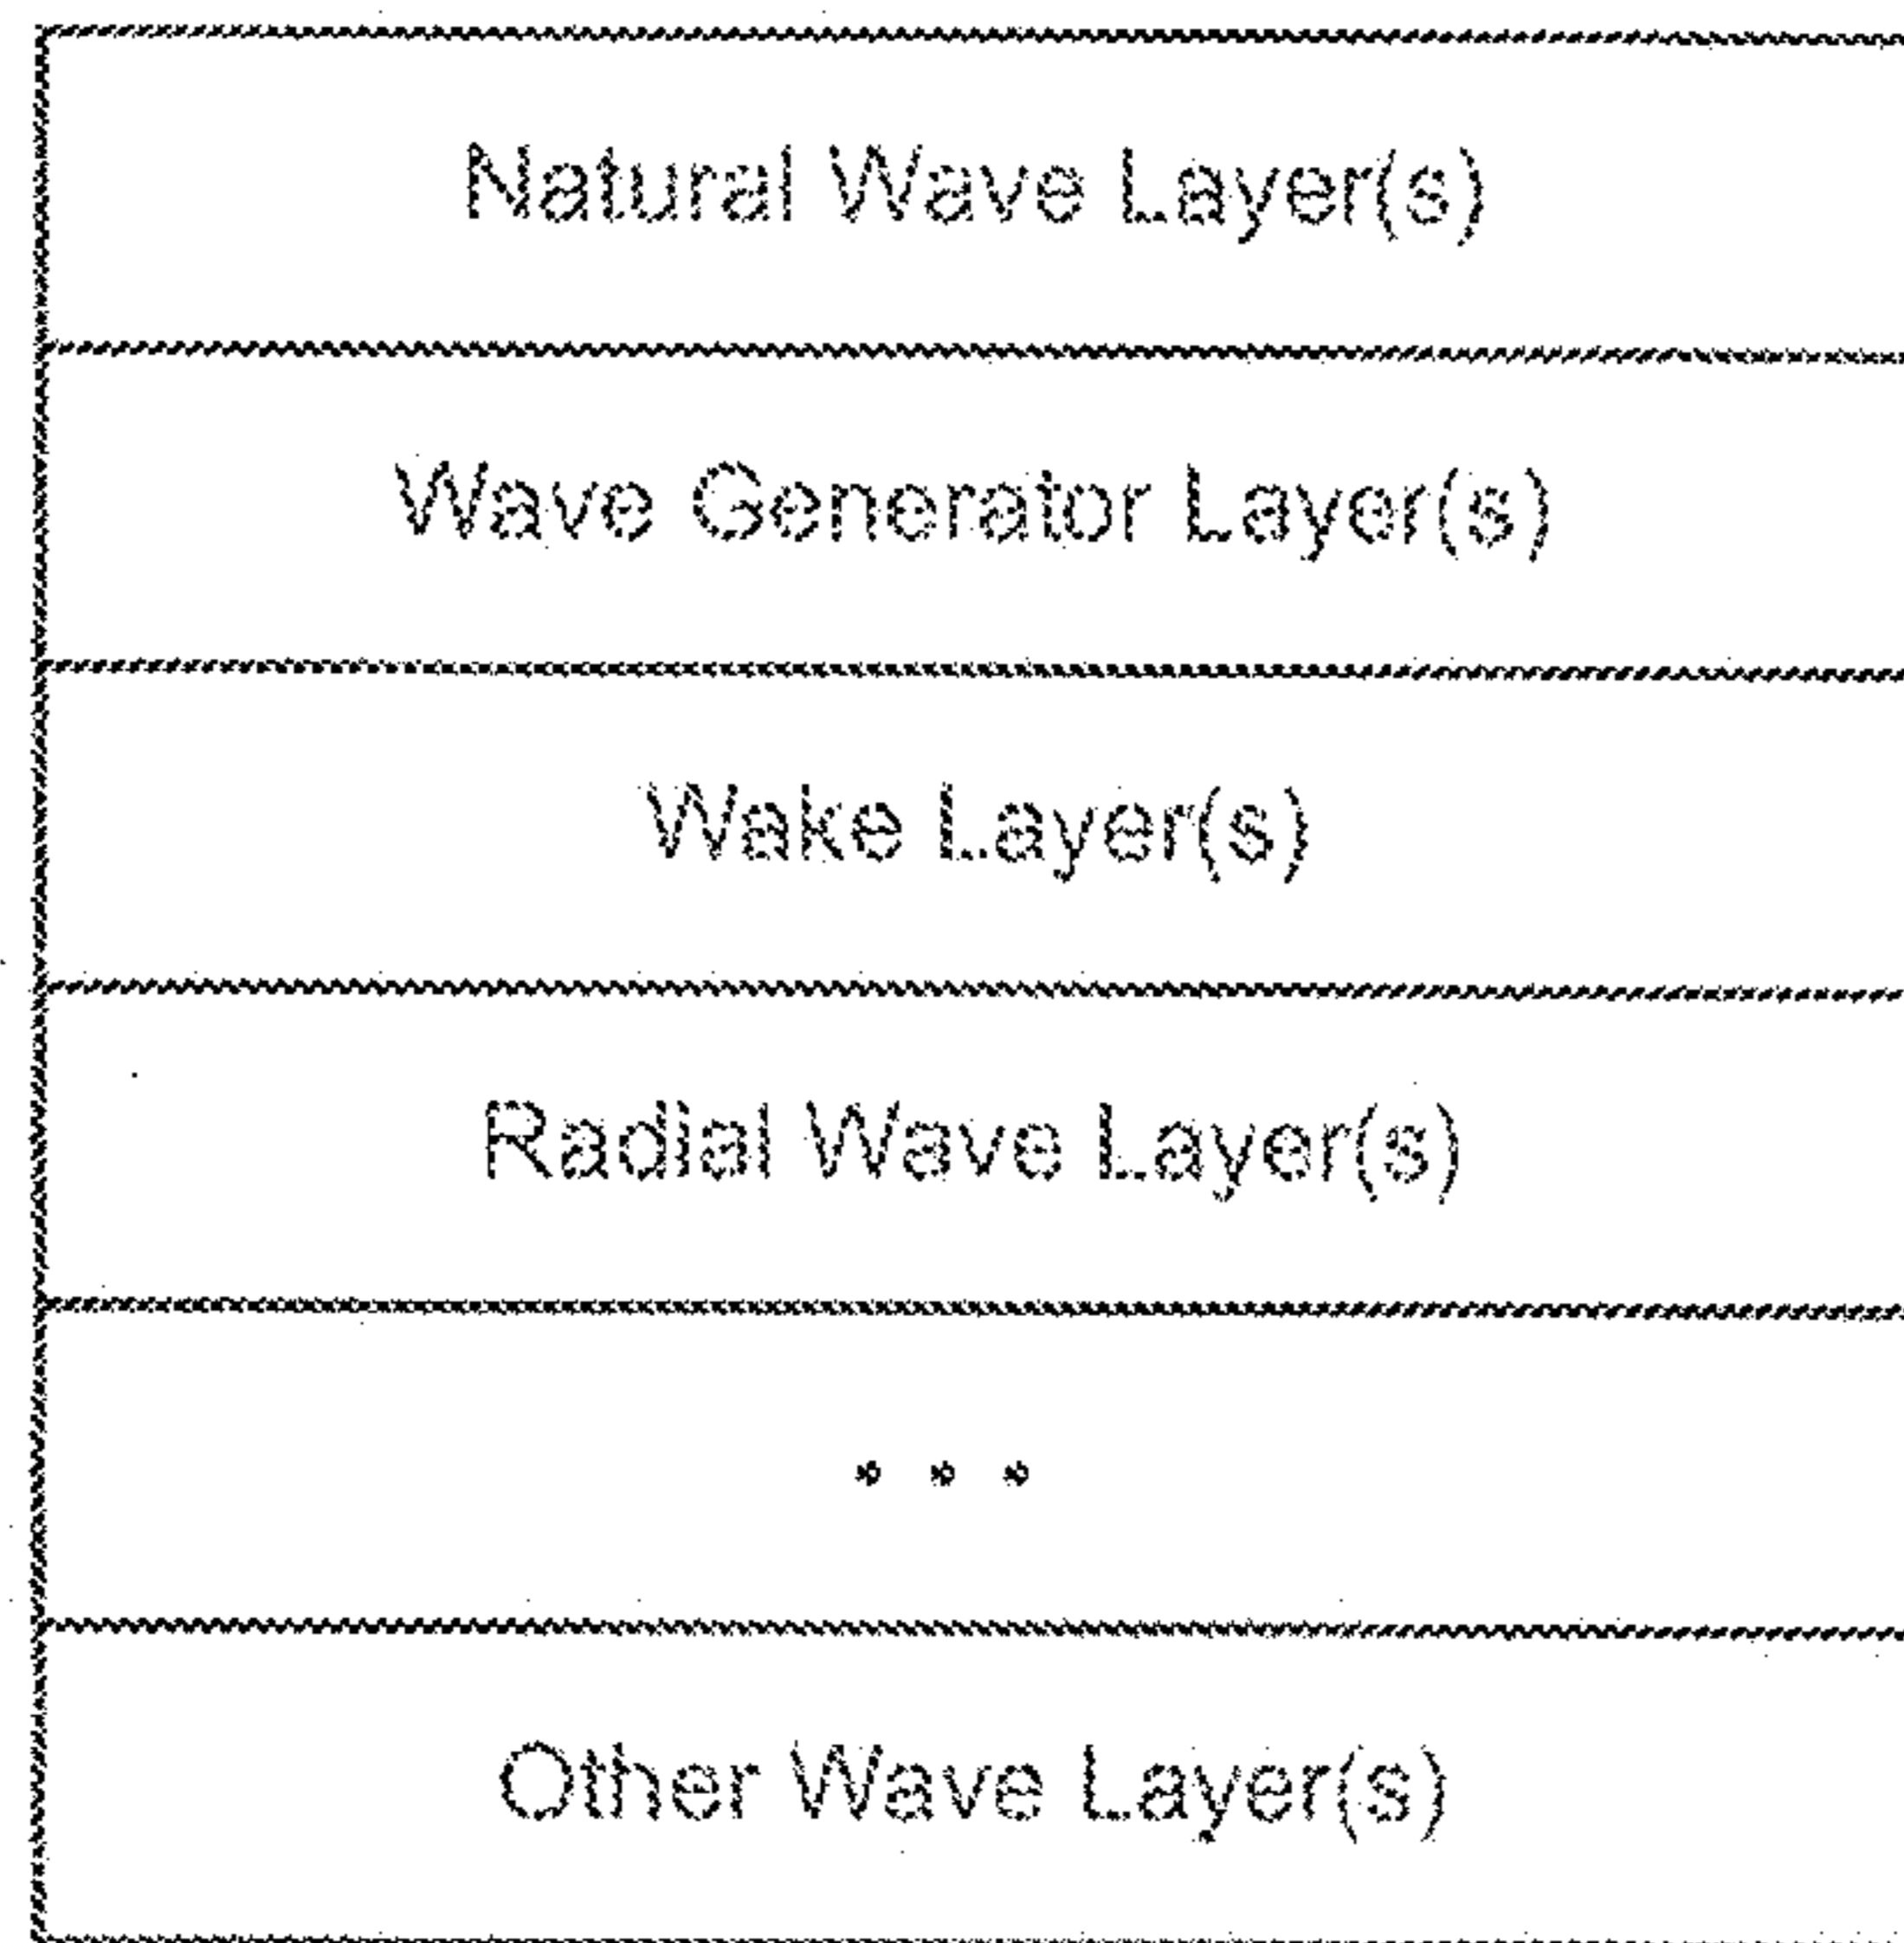 Natural Wave Layer(s)
Wave Generator Layer(s)
Wake Layer(s)
Radial Wave Layer(s)
• • •
Other Wave Layer(s)